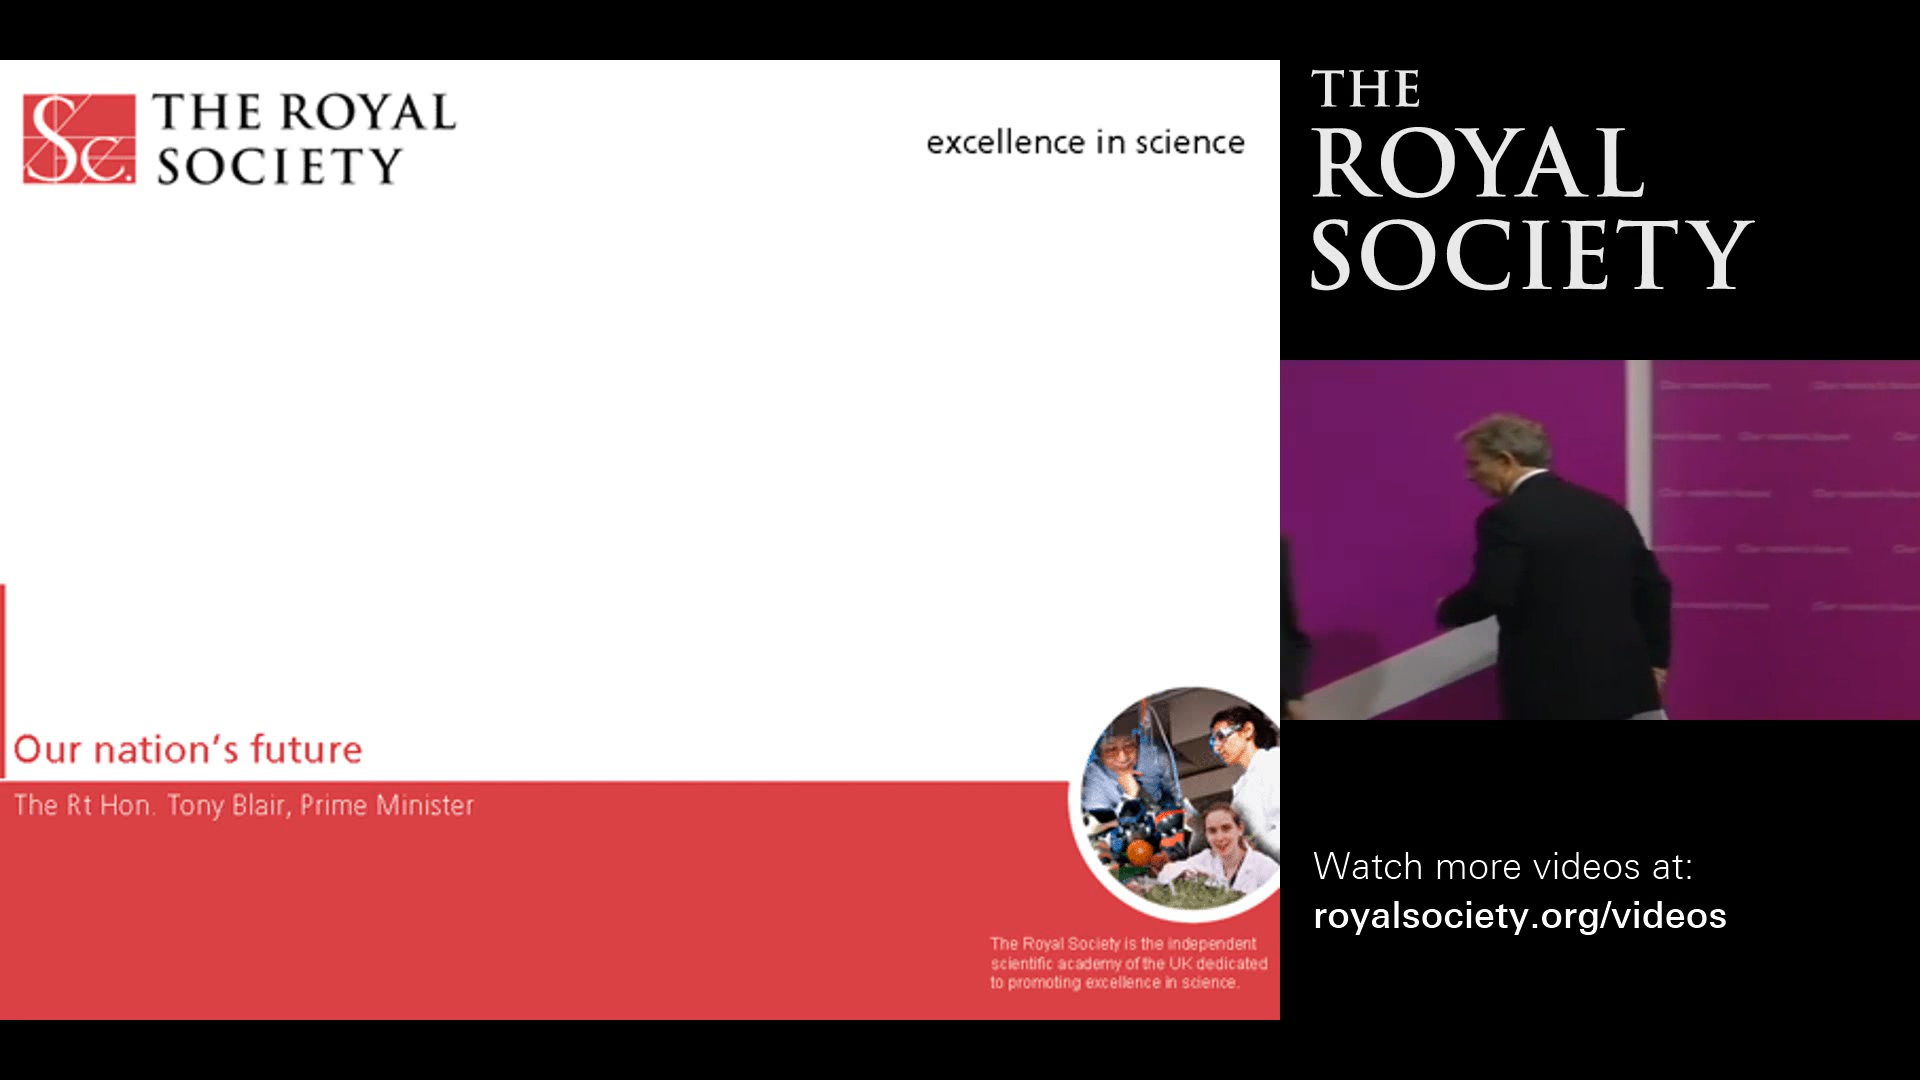 Sc.
THE ROYAL
SOCIETY
excellence in science
Our nation's future
The Rt Hon. Tony Blair, Prime Minister
The Royal Society is the independent
scientific academy of the UK dedicated
to promoting excellence in science.
THE
ROYAL
SOCIETY
Watch more videos at:
royalsociety.org/videos